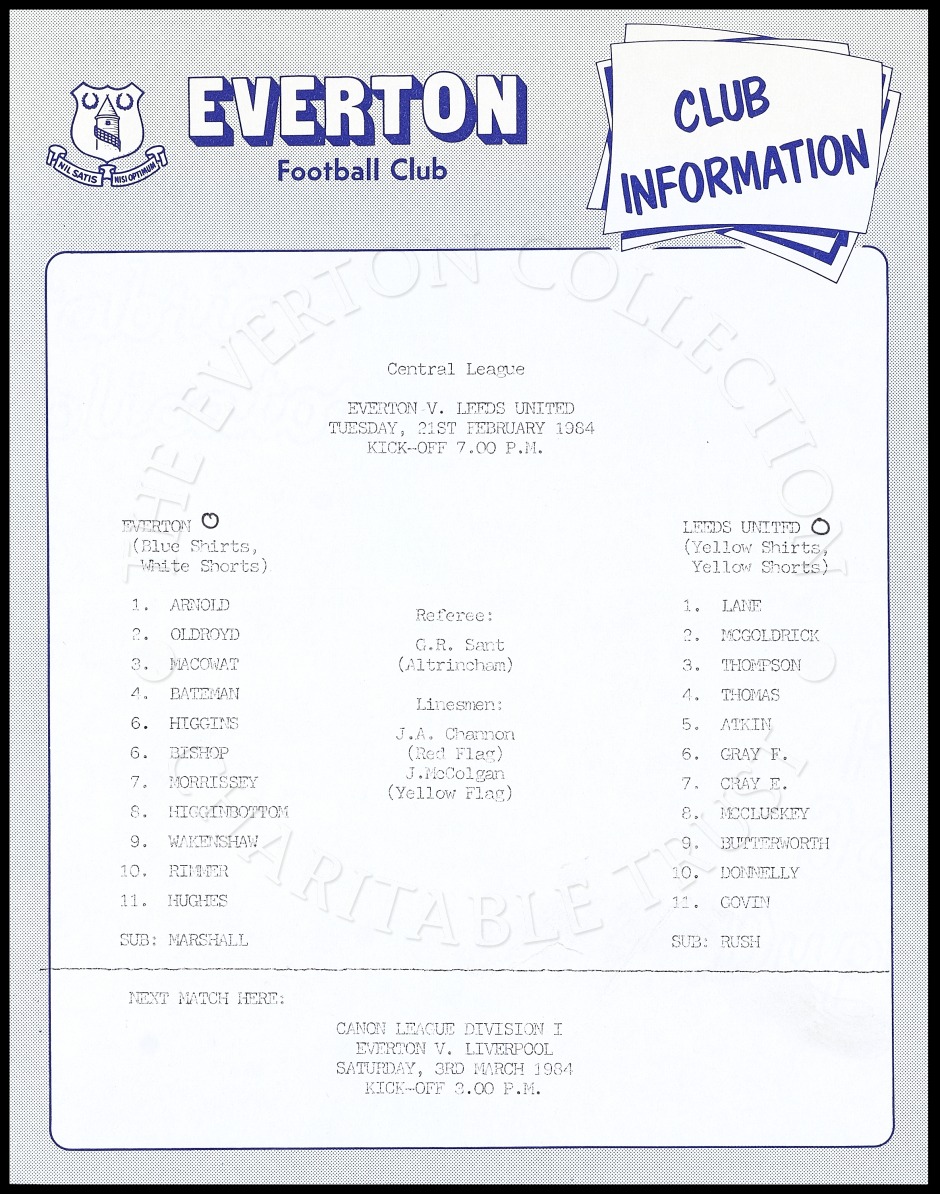 EVERTON
Football Club
NIL SATIS NISI OPTIMUM
CLUB
INFORMATION
THE EVERTON COLLECTION
CHARITABLE TRUST
Central League
EVERTON V. LEEDS UNITED
TUESDAY, 21ST FEBRUARY 1984
KICK-OFF 7.00 P.M.
EVERTON O
(Blue Shirts,
White Shorts)
1. ARNOLD
2. OLDROYD
3. MACOWAT
4. BATEMAN
6. HIGGINS
6. BISHOP
7. MORRISSEY
8. HIGGINBOTTOM
9. WAKENSHAW
10. RIMMER
11. HUGHES
SUB: MARSHALL
Referee:
G.R. Sant
(Altrincham)
Linesmen:
J.A. Channon
(Red Flag)
J.McColgan
(Yellow Flag)
LEEDS UNITED O
(Yellow Shirts,
Yellow Shorts)
1. LANE
2. MCGOLDRICK
3. THOMPSON
4. THOMAS
5. ATKIN
6. GRAY F.
7. GRAY E.
8. MCCLUSKEY
9. BUTTERWORTH
10. DONNELLY
11. GOVIN
SUB: RUSH
NEXT MATCH HERE:
CANON LEAGUE DIVISION I
EVERTON V. LIVERPOOL
SATURDAY, 3RD MARCH 1984
KICK-OFF 3.00 P.M.